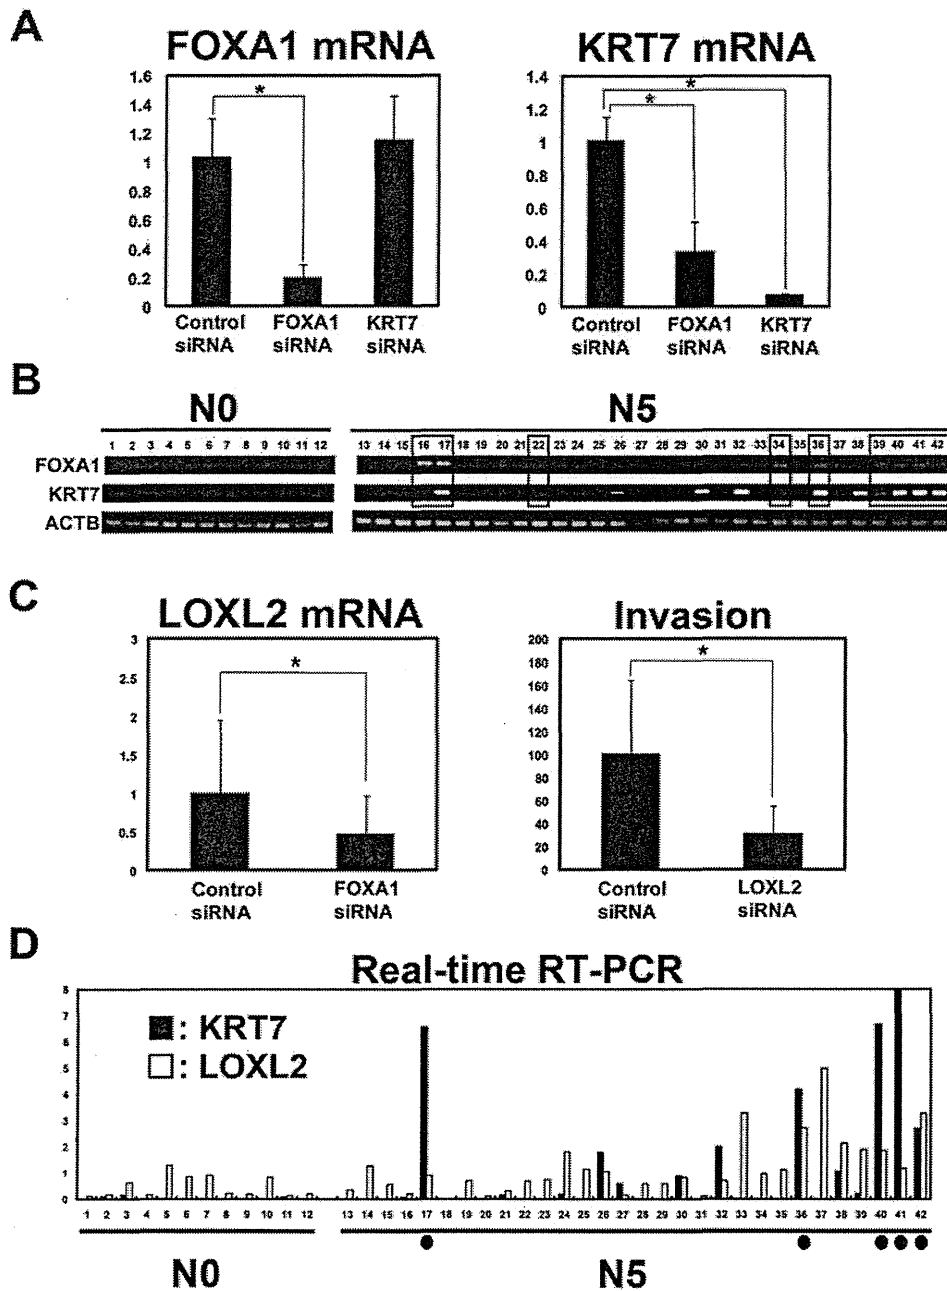 A
FOXA1 mRNA
KRT7 mRNA
1.6
1.4
1.2
1
0.8
0.6
0.4
0.2
0
*
Control siRNA
FOXA1 siRNA
KRT7 siRNA
1.4
1.2
1
0.8
0.6
0.4
0.2
0
*
*
Control siRNA
FOXA1 siRNA
KRT7 siRNA
B
N0
N5
1 2 3 4 5 6 7 8 9 10 11 12
13 14 15 16 17 18 19 20 21 22 23 24 25 26 27 28 29 30 31 32 33 34 35 36 37 38 39 40 41 42
FOXA1
KRT7
ACTB
C
LOXL2 mRNA
Invasion
3
2.5
2
1.5
1
0.5
0
*
Control siRNA
FOXA1 siRNA
200
180
160
140
120
100
80
60
40
20
0
*
Control siRNA
LOXL2 siRNA
D
Real-time RT-PCR
8
7
6
5
4
3
2
1
0
: KRT7
: LOXL2
1 2 3 4 5 6 7 8 9 10 11 12
13 14 15 16 17 18 19 20 21 22 23 24 25 26 27 28 29 30 31 32 33 34 35 36 37 38 39 40 41 42
N0
N5